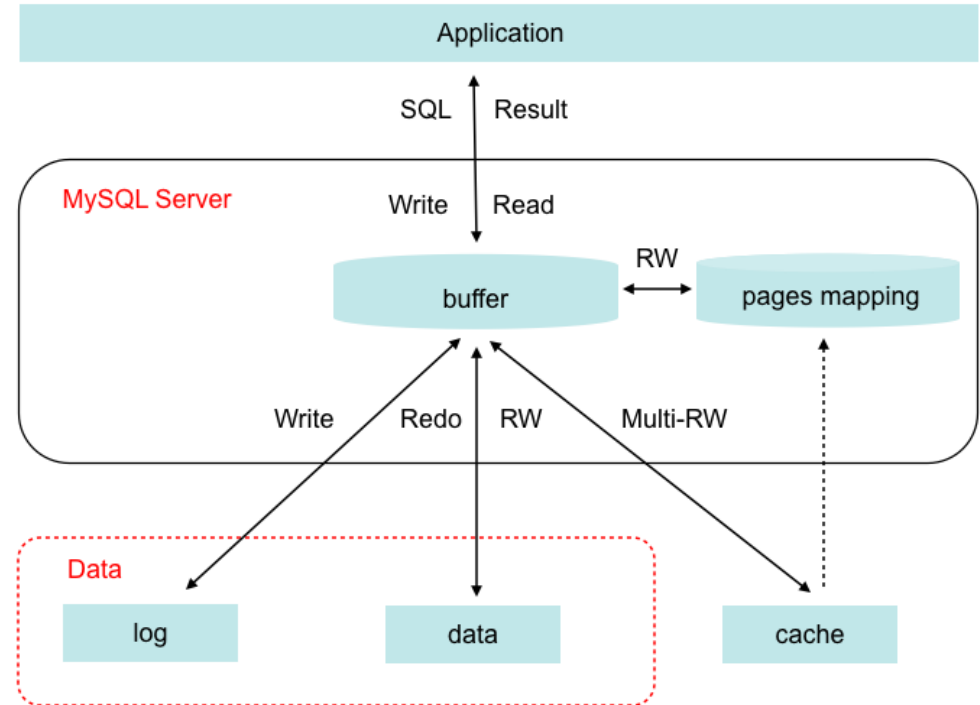 Application
SQL Result
MySQL Server
Write Read
RW
buffer
pages mapping
Write Redo RW Multi-RW
Data
log data cache